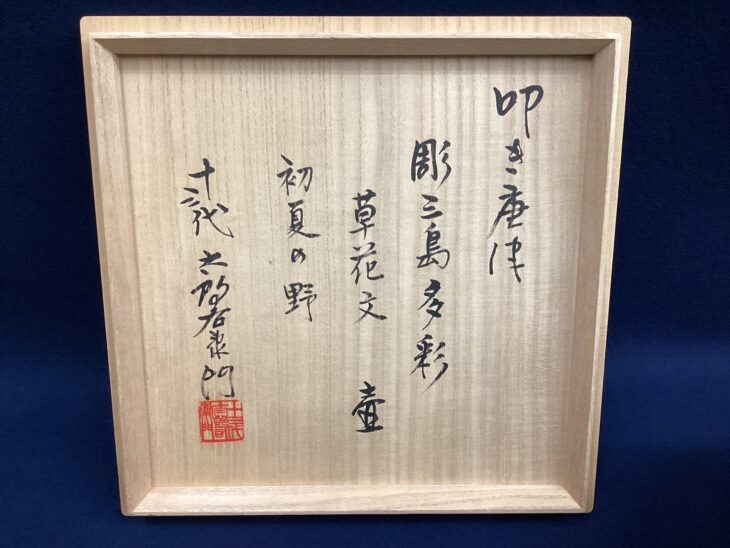 叩き唐津
彫三島多彩
草花文 壺
初夏の野
十三代 太郎右衛門